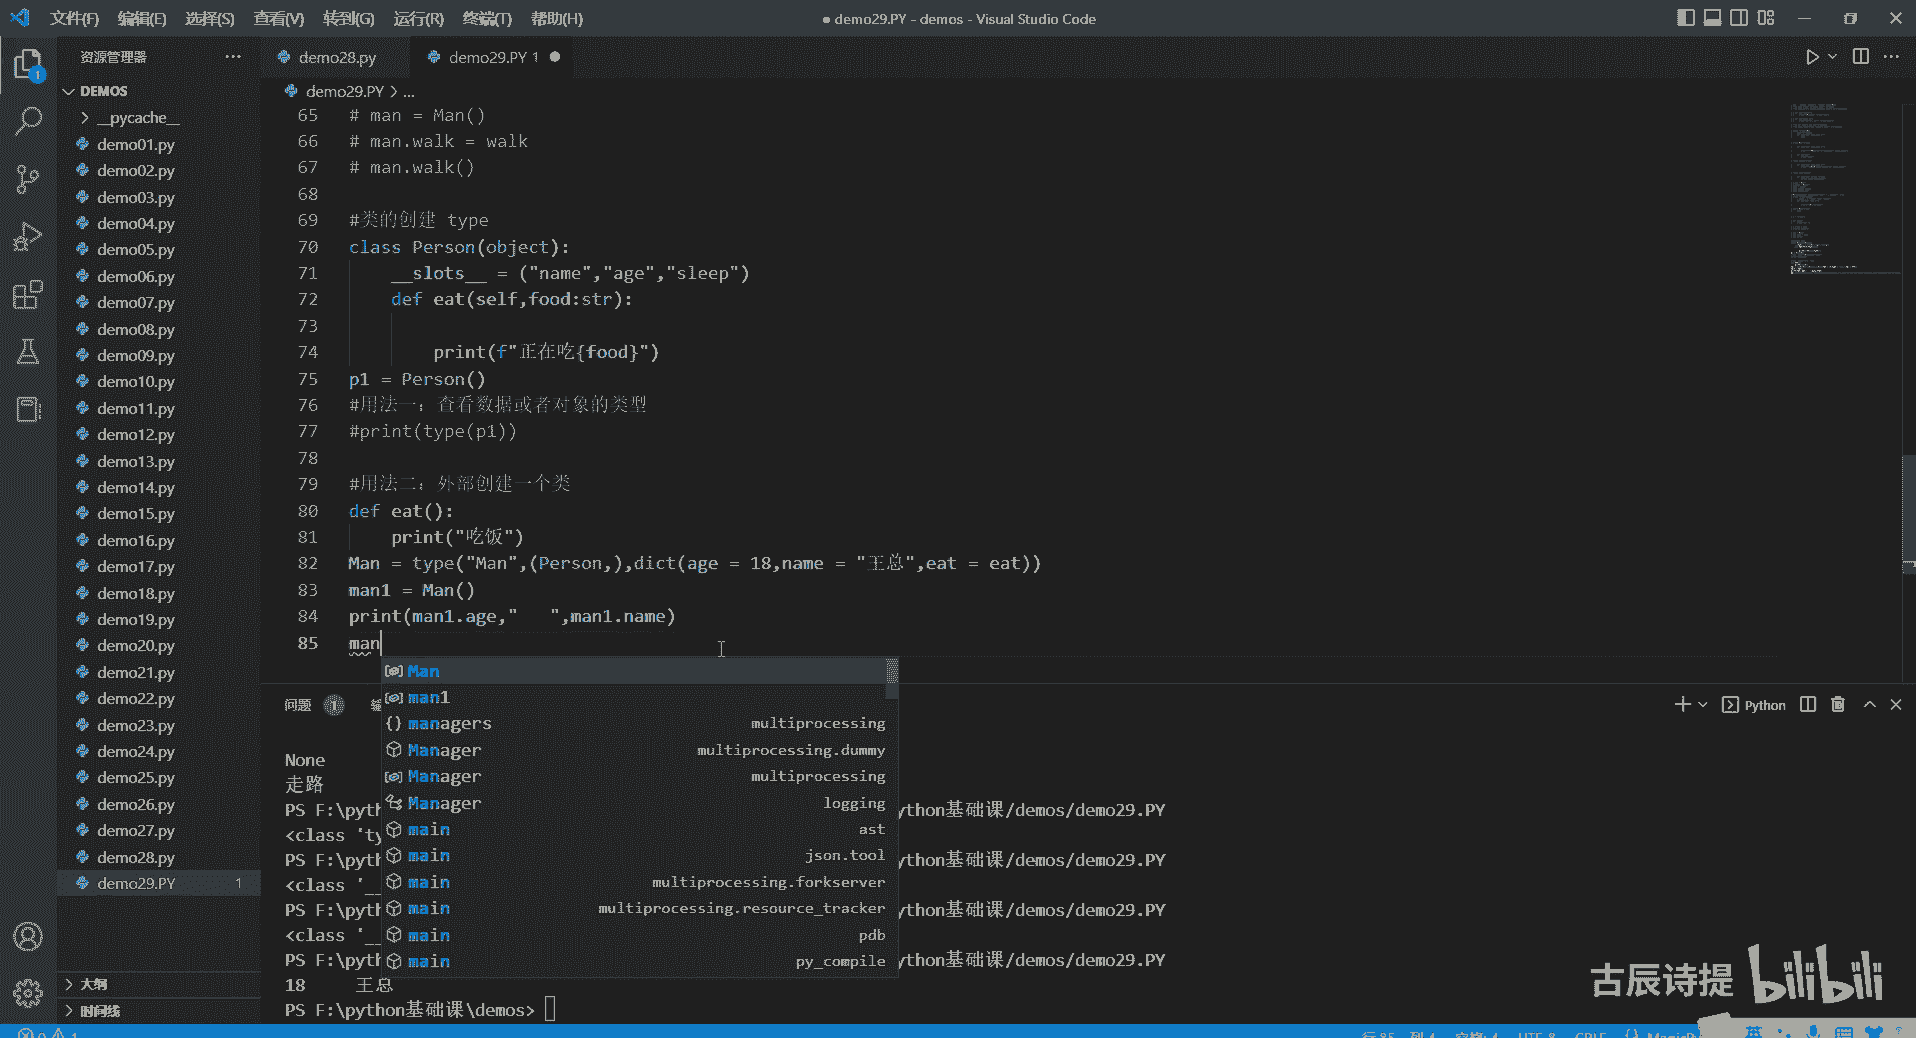 文件(F) 编辑(E) 选择(S) 查看(V) 转到(G) 运行(R) 终端(T) 帮助(H)
● demo29.PY - demos - Visual Studio Code
资源管理器 ···
demo28.py
demo29.PY 1 ●
DEMOS
demo29.PY > ...
__pycache__
demo01.py
demo02.py
demo03.py
demo04.py
demo05.py
demo06.py
demo07.py
demo08.py
demo09.py
demo10.py
demo11.py
demo12.py
demo13.py
demo14.py
demo15.py
demo16.py
demo17.py
demo18.py
demo19.py
demo20.py
demo21.py
demo22.py
demo23.py
demo24.py
demo25.py
demo26.py
demo27.py
demo28.py
demo29.PY 1
大纲
时间线
65 # man = Man()
66 # man.walk = walk
67 # man.walk()
68
69 #类的创建 type
70 class Person(object):
71 __slots__ = ("name","age","sleep")
72 def eat(self,food:str):
73
74 print(f"正在吃{food}")
75 p1 = Person()
76 #用法一：查看数据或者对象的类型
77 #print(type(p1))
78
79 #用法二：外部创建一个类
80 def eat():
81 print("吃饭")
82 Man = type("Man",(Person,),dict(age = 18,name = "王总",eat = eat))
83 man1 = Man()
84 print(man1.age,"   ",man1.name)
85 man
Man
man1
managers multiprocessing
Manager multiprocessing.dummy
Manager multiprocessing
Manager logging
main ast
main json.tool
main multiprocessing.forkserver
main multiprocessing.resource_tracker
main pdb
main py_compile
问题 1
Python
None
走路
PS F:\pyth ython基础课/demos/demo29.PY
<class 'ty
PS F:\pyth ython基础课/demos/demo29.PY
<class '__
PS F:\pyth ython基础课/demos/demo29.PY
<class '__
PS F:\pyth ython基础课/demos/demo29.PY
18 王总
PS F:\python基础课\demos>
古辰诗提 bilibili